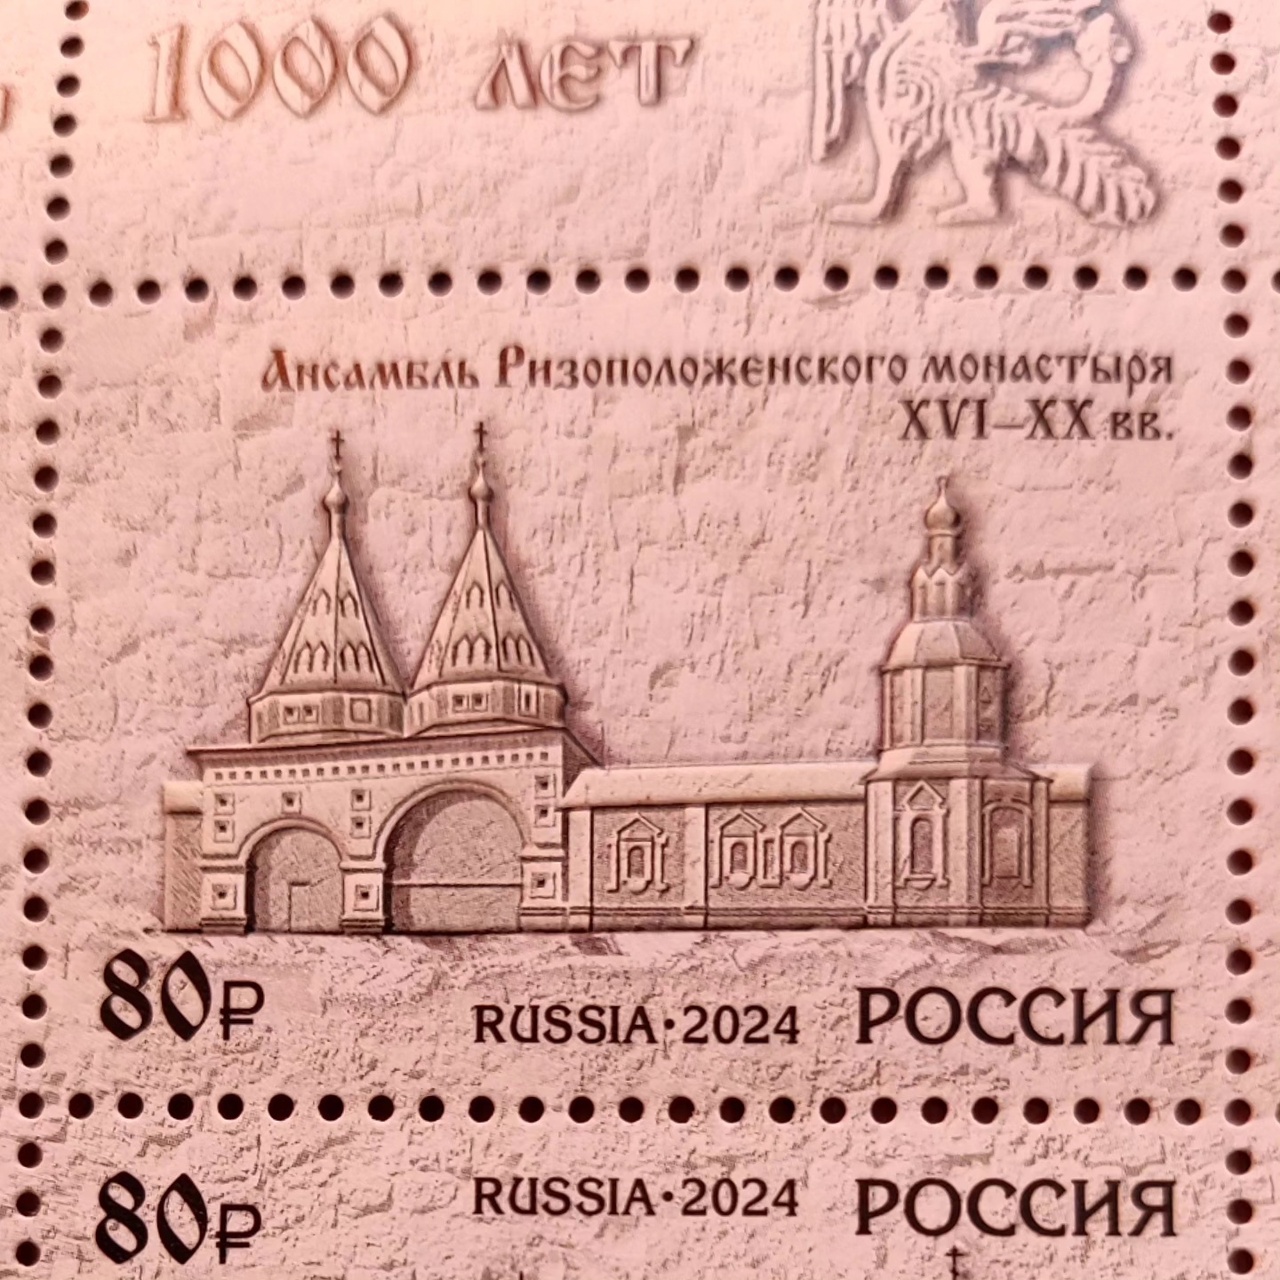 1000 лет
Ансамбль Ризоположенского монастыря
XVI–XX вв.
80₽ RUSSIA•2024 РОССИЯ
80₽ RUSSIA•2024 РОССИЯ